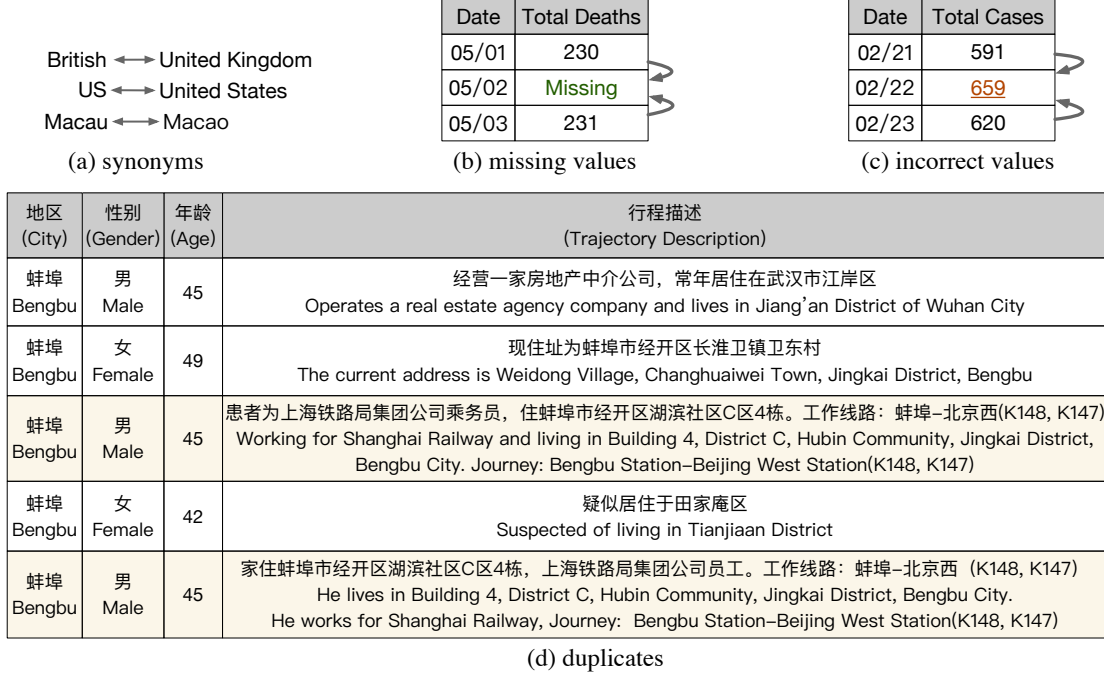 British United Kingdom
US United States
Macau Macao
(a) synonyms
Date Total Deaths
05/01 230
05/02 Missing
05/03 231
(b) missing values
Date Total Cases
02/21 591
02/22 659
02/23 620
(c) incorrect values
地区 性别 年龄 行程描述
(City) (Gender) (Age) (Trajectory Description)
蚌埠 男 45 经营一家房地产中介公司，常年居住在武汉市江岸区
Bengbu Male Operates a real estate agency company and lives in Jiang'an District of Wuhan City
蚌埠 女 49 现住址为蚌埠市经开区长淮卫镇卫东村
Bengbu Female The current address is Weidong Village, Changhuaiwei Town, Jingkai District, Bengbu
蚌埠 男 45 患者为上海铁路局集团公司乘务员，住蚌埠市经开区湖滨社区C区4栋。工作线路：蚌埠-北京西(K148, K147)
Bengbu Male Working for Shanghai Railway and living in Building 4, District C, Hubin Community, Jingkai District,
Bengbu City. Journey: Bengbu Station-Beijing West Station(K148, K147)
蚌埠 女 42 疑似居住于田家庵区
Bengbu Female Suspected of living in Tianjiaan District
蚌埠 男 45 家住蚌埠市经开区湖滨社区C区4栋，上海铁路局集团公司员工。工作线路：蚌埠-北京西（K148, K147）
Bengbu Male He lives in Building 4, District C, Hubin Community, Jingkai District, Bengbu City.
He works for Shanghai Railway, Journey: Bengbu Station-Beijing West Station(K148, K147)
(d) duplicates